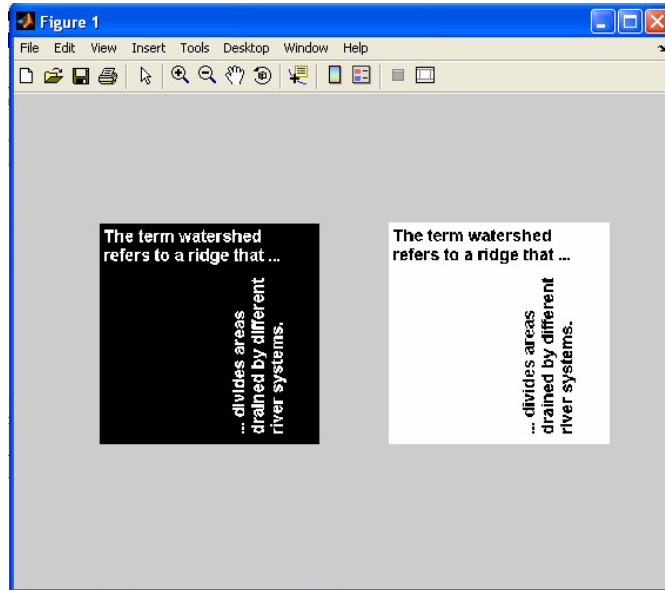 Figure 1
File Edit View Insert Tools Desktop Window Help
The term watershed
refers to a ridge that ...
... divides areas
drained by different
river systems.
The term watershed
refers to a ridge that ...
... divides areas
drained by different
river systems.